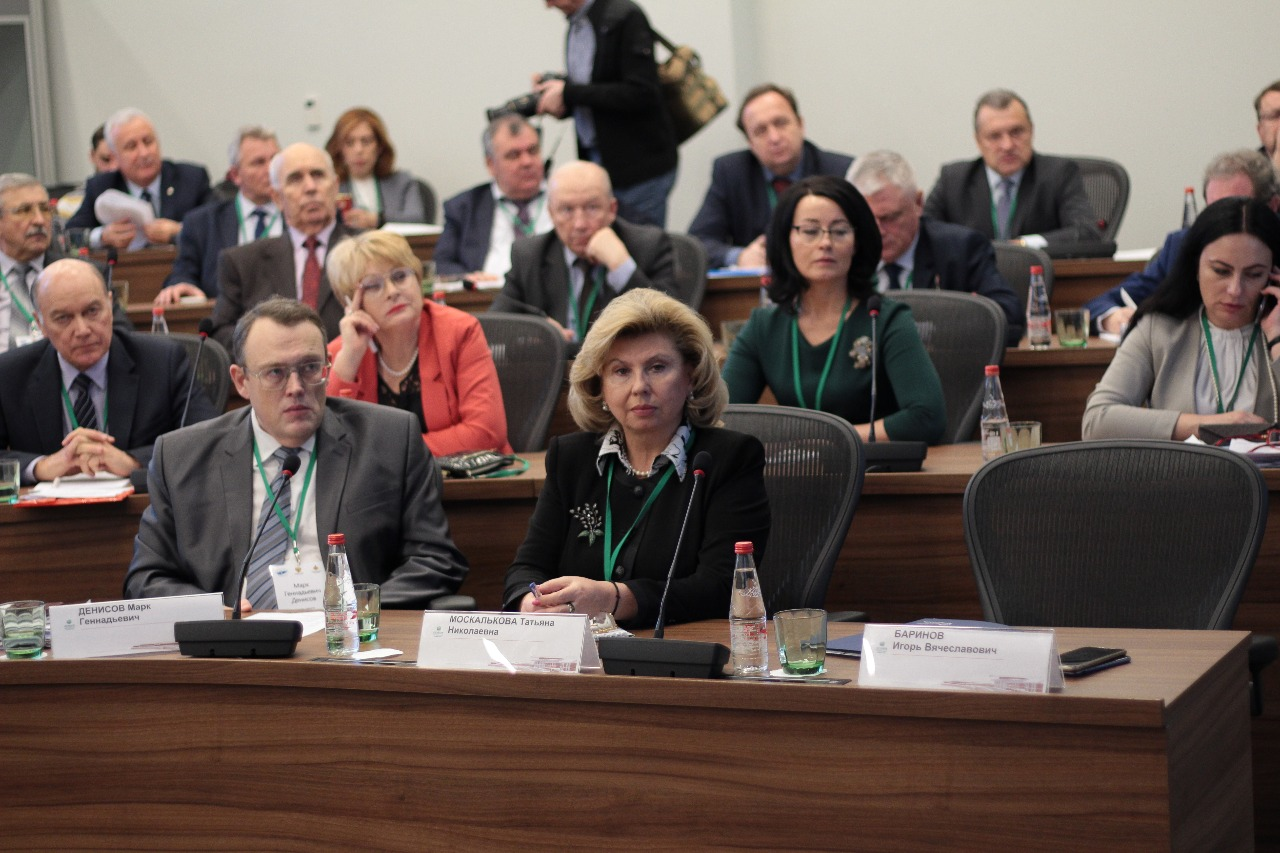 ДЕНИСОВ Марк
Геннадьевич
Марк
Геннадьевич
Денисов
МОСКАЛЬКОВА Татьяна
Николаевна
БАРИНОВ
Игорь Вячеславович